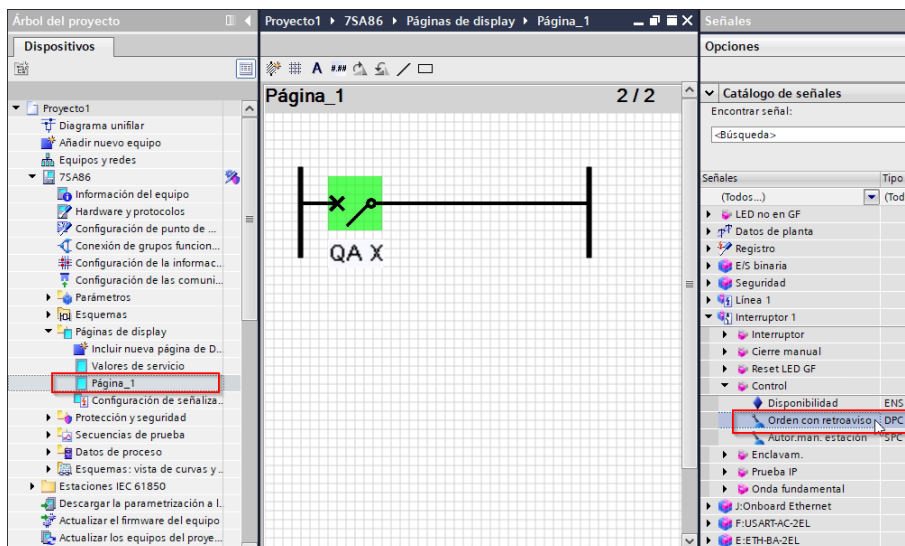 Árbol del proyecto
Dispositivos
Proyecto1
Diagrama unifilar
Añadir nuevo equipo
Equipos y redes
7SA86
Información del equipo
Hardware y protocolos
Configuración de punto de ...
Conexión de grupos funcion...
Configuración de la informac...
Configuración de las comuni...
Parámetros
Esquemas
Páginas de display
Incluir nueva página de D..
Valores de servicio
Página_1
Configuración de señaliza..
Protección y seguridad
Secuencias de prueba
Datos de proceso
Esquemas: vista de curvas y ..
Estaciones IEC 61850
Descargar la parametrización a l..
Actualizar el firmware del equipo
Actualizar los equipos del proye...
Proyecto1 7SA86 Páginas de display Página_1
A #.##
Página_1 2/2
QA X
Señales
Opciones
Catálogo de señales
Encontrar señal:
<Búsqueda>
Señales Tipo
(Todos...) (Tod
LED no en GF
Datos de planta
Registro
E/S binaria
Seguridad
Línea 1
Interruptor 1
Interruptor
Cierre manual
Reset LED GF
Control
Disponibilidad ENS
Orden con retroaviso DPC
Autor.man. estación SPC
Enclavam.
Prueba IP
Onda fundamental
J:Onboard Ethernet
F:USART-AC-2EL
E:ETH-BA-2EL